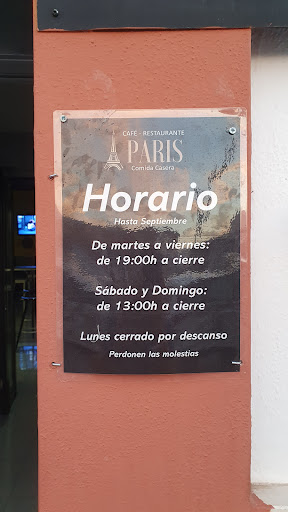 CAFÉ - RESTAURANTE
PARIS
Comida Casera
Horario
Hasta Septiembre
De martes a viernes:
de 19:00h a cierre
Sábado y Domingo:
de 13:00h a cierre
Lunes cerrado por descanso
Perdonen las molestias